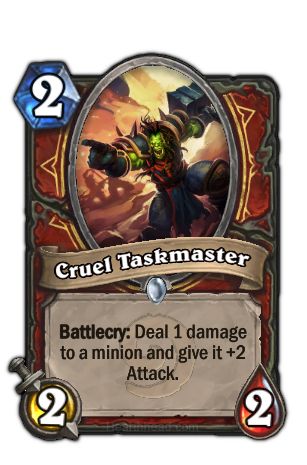 2
Cruel Taskmaster
Battlecry: Deal 1 damage
to a minion and give it +2
Attack.
2
2